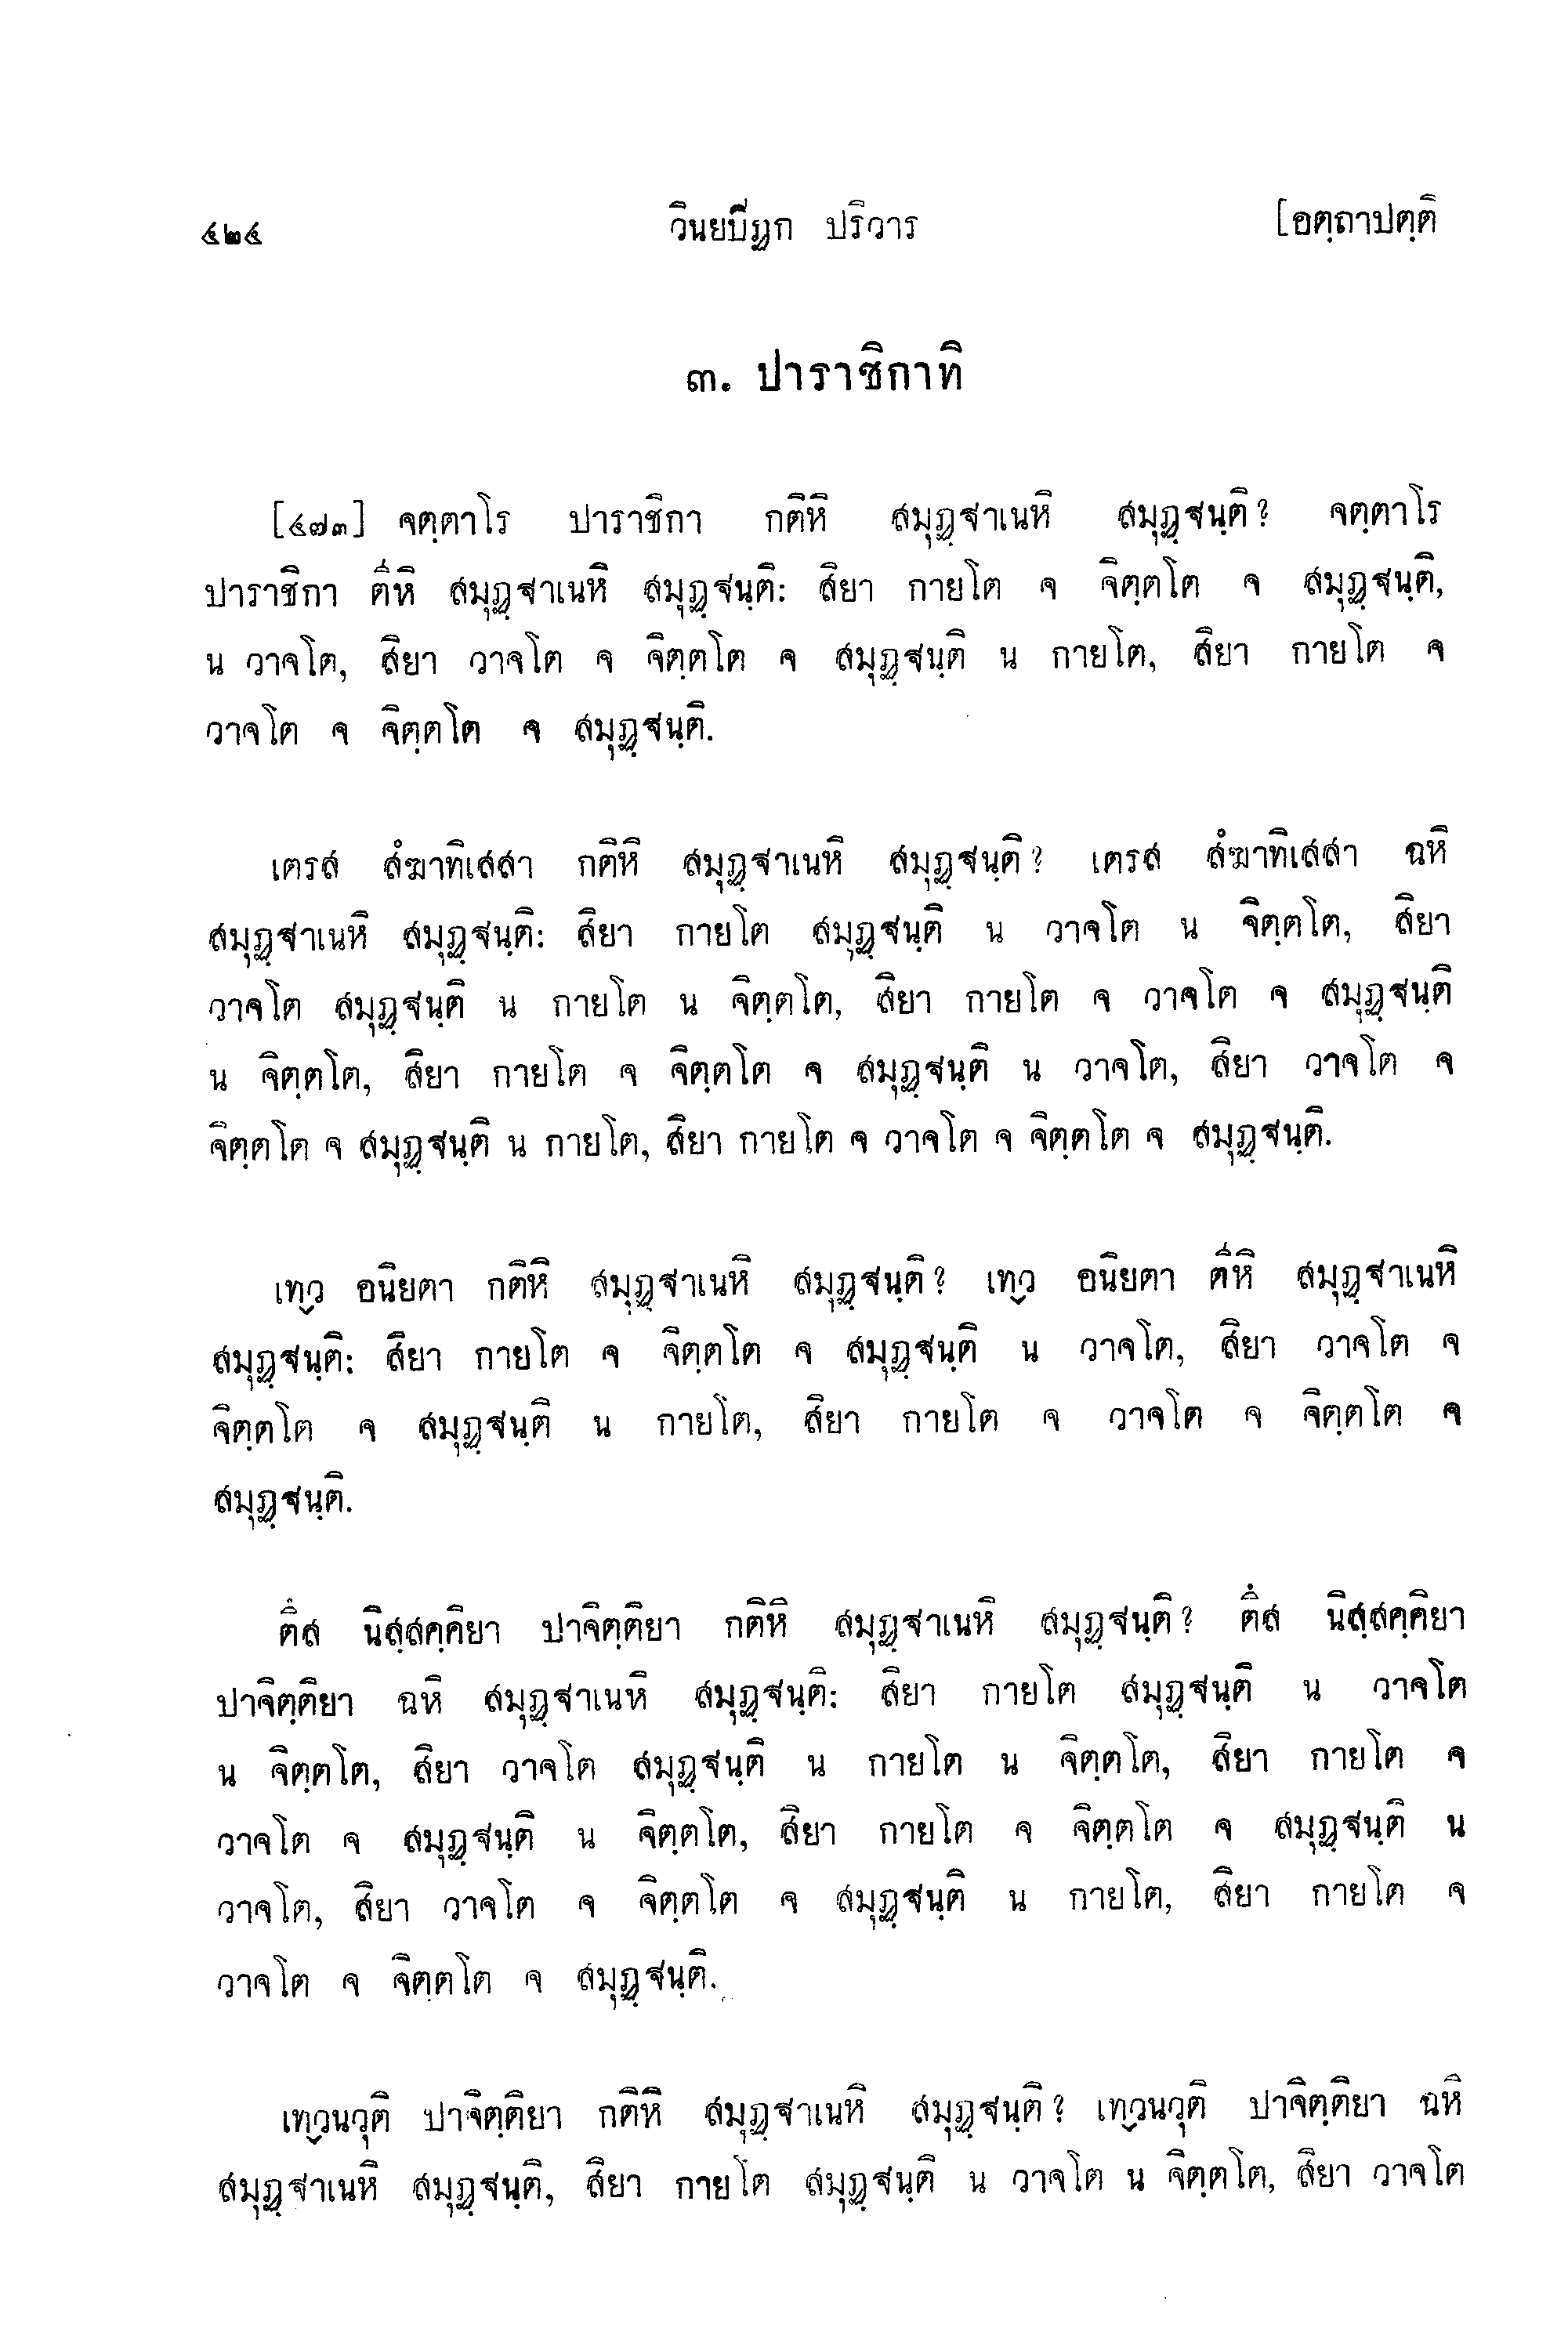 ๔๒๔ วินยปิฏก ปริวาร [อตฺถาปตฺติ
๓. ปาราชิกาทิ
[๔๗๓] จตฺตาโร ปาราชิกา กติหิ สมุฏฺฐาเนหิ สมุฏฺฐนฺติ? จตฺตาโร
ปาราชิกา ตีหิ สมุฏฺฐาเนหิ สมุฏฺฐนฺติ: สิยา กายโต จ จิตฺตโต จ สมุฏฺฐนฺติ,
น วาจโต, สิยา วาจโต จ จิตฺตโต จ สมุฏฺฐนฺติ น กายโต, สิยา กายโต จ
วาจโต จ จิตฺตโต จ สมุฏฺฐนฺติ.
เตรส สํฆาทิเสสา กติหิ สมุฏฺฐาเนหิ สมุฏฺฐนฺติ? เตรส สํฆาทิเสสา ฉหิ
สมุฏฺฐาเนหิ สมุฏฺฐนฺติ: สิยา กายโต สมุฏฺฐนฺติ น วาจโต น จิตฺตโต, สิยา
วาจโต สมุฏฺฐนฺติ น กายโต น จิตฺตโต, สิยา กายโต จ วาจโต จ สมุฏฺฐนฺติ
น จิตฺตโต, สิยา กายโต จ จิตฺตโต จ สมุฏฺฐนฺติ น วาจโต, สิยา วาจโต จ
จิตฺตโต จ สมุฏฺฐนฺติ น กายโต, สิยา กายโต จ วาจโต จ จิตฺตโต จ สมุฏฺฐนฺติ.
เทฺว อนิยตา กติหิ สมุฏฺฐาเนหิ สมุฏฺฐนฺติ? เทฺว อนิยตา ตีหิ สมุฏฺฐาเนหิ
สมุฏฺฐนฺติ: สิยา กายโต จ จิตฺตโต จ สมุฏฺฐนฺติ น วาจโต, สิยา วาจโต จ
จิตฺตโต จ สมุฏฺฐนฺติ น กายโต, สิยา กายโต จ วาจโต จ จิตฺตโต จ
สมุฏฺฐนฺติ.
ตึส นิสฺสคฺคิยา ปาจิตฺติยา กติหิ สมุฏฺฐาเนหิ สมุฏฺฐนฺติ? ตึส นิสฺสคฺคิยา
ปาจิตฺติยา ฉหิ สมุฏฺฐาเนหิ สมุฏฺฐนฺติ: สิยา กายโต สมุฏฺฐนฺติ น วาจโต
น จิตฺตโต, สิยา วาจโต สมุฏฺฐนฺติ น กายโต น จิตฺตโต, สิยา กายโต จ
วาจโต จ สมุฏฺฐนฺติ น จิตฺตโต, สิยา กายโต จ จิตฺตโต จ สมุฏฺฐนฺติ น
วาจโต, สิยา วาจโต จ จิตฺตโต จ สมุฏฺฐนฺติ น กายโต, สิยา กายโต จ
วาจโต จ จิตฺตโต จ สมุฏฺฐนฺติ.
เทฺวนวุติ ปาจิตฺติยา กติหิ สมุฏฺฐาเนหิ สมุฏฺฐนฺติ? เทฺวนวุติ ปาจิตฺติยา ฉหิ
สมุฏฺฐาเนหิ สมุฏฺฐนฺติ, สิยา กายโต สมุฏฺฐนฺติ น วาจโต น จิตฺตโต, สิยา วาจโต